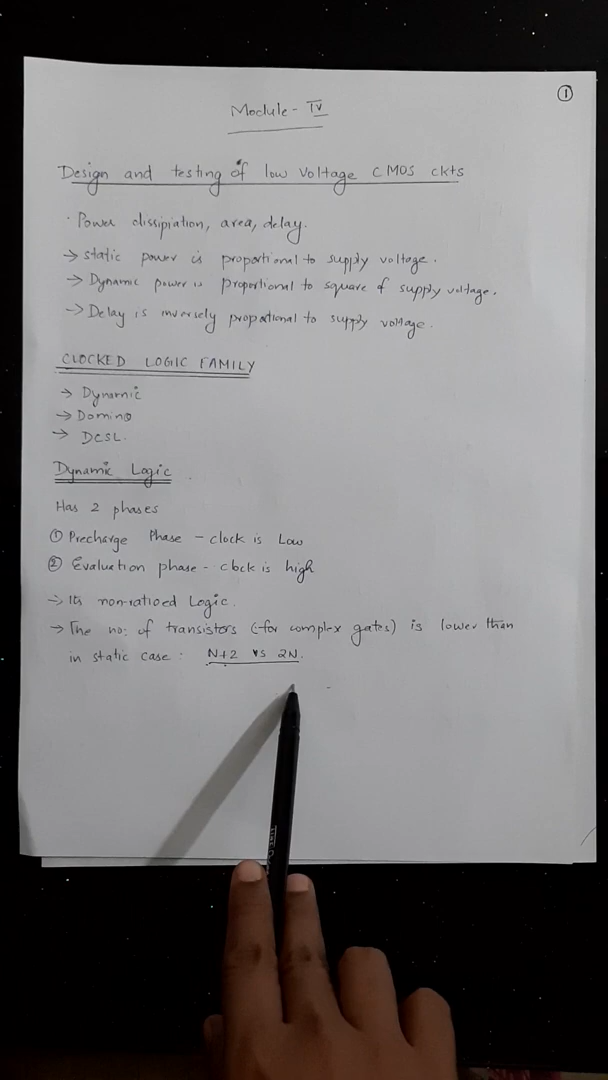 ①
Module - IV
Design and testing of low Voltage CMOS ckts
· Power dissipiation, area, delay.
→ static power is proportional to supply voltage.
→ Dynamic power is proportional to square of supply voltage.
→ Delay is inversely propotional to supply voltage.
CLOCKED LOGIC FAMILY
→ Dynamic
→ Domino
→ DCSL.
Dynamic Logic
Has 2 phases
① Precharge Phase - clock is Low
② Evaluation phase - clock is high
→ Its non-ratioed Logic.
→ The no: of transistors (for complex gates) is lower than
in static case : N+2 vs 2N.